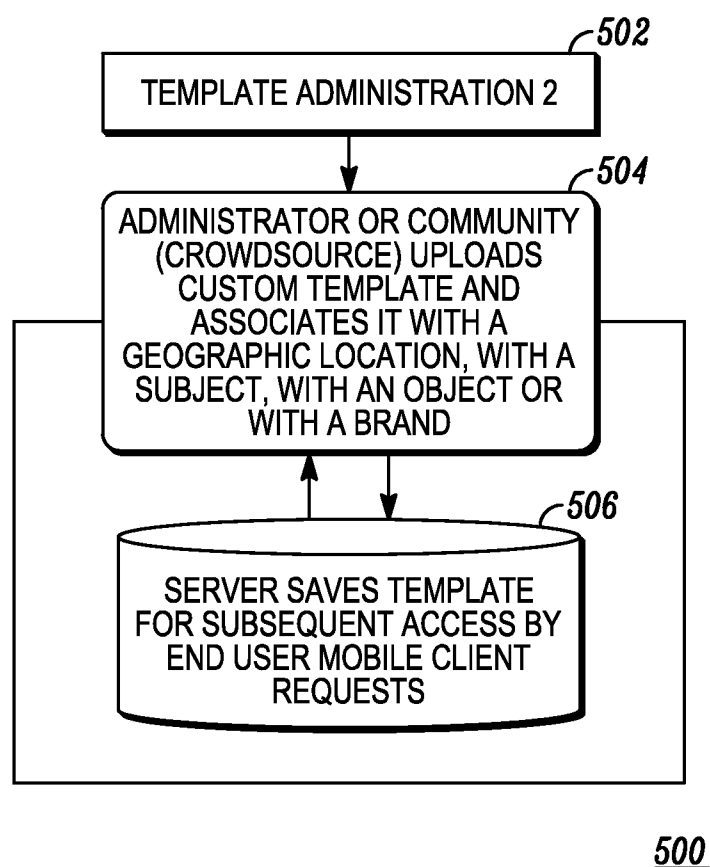 502
TEMPLATE ADMINISTRATION 2
504
ADMINISTRATOR OR COMMUNITY
(CROWDSOURCE) UPLOADS
CUSTOM TEMPLATE AND
ASSOCIATES IT WITH A
GEOGRAPHIC LOCATION, WITH A
SUBJECT, WITH AN OBJECT OR
WITH A BRAND
506
SERVER SAVES TEMPLATE
FOR SUBSEQUENT ACCESS BY
END USER MOBILE CLIENT
REQUESTS
500